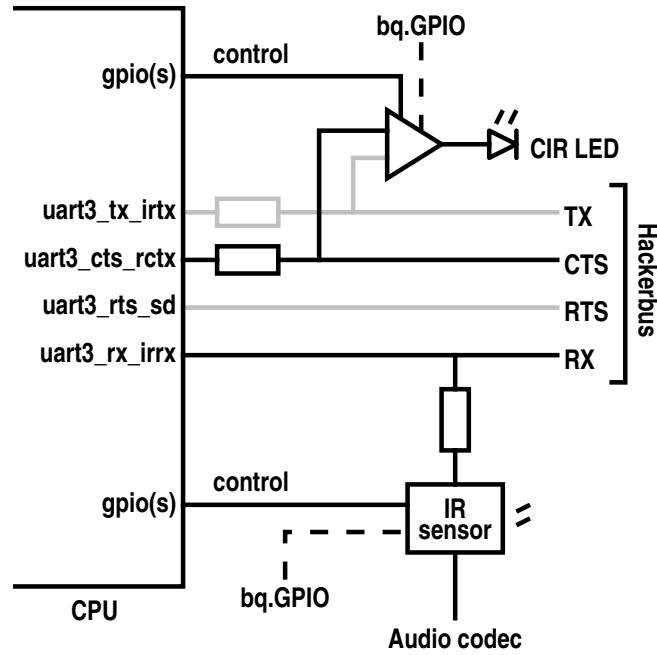 bq.GPIO
control
gpio(s)
CIR LED
uart3_tx_irtx
TX
uart3_cts_rctx
CTS
Hackerbus
uart3_rts_sd
RTS
uart3_rx_irrx
RX
control
gpio(s)
IR
sensor
bq.GPIO
CPU
Audio codec